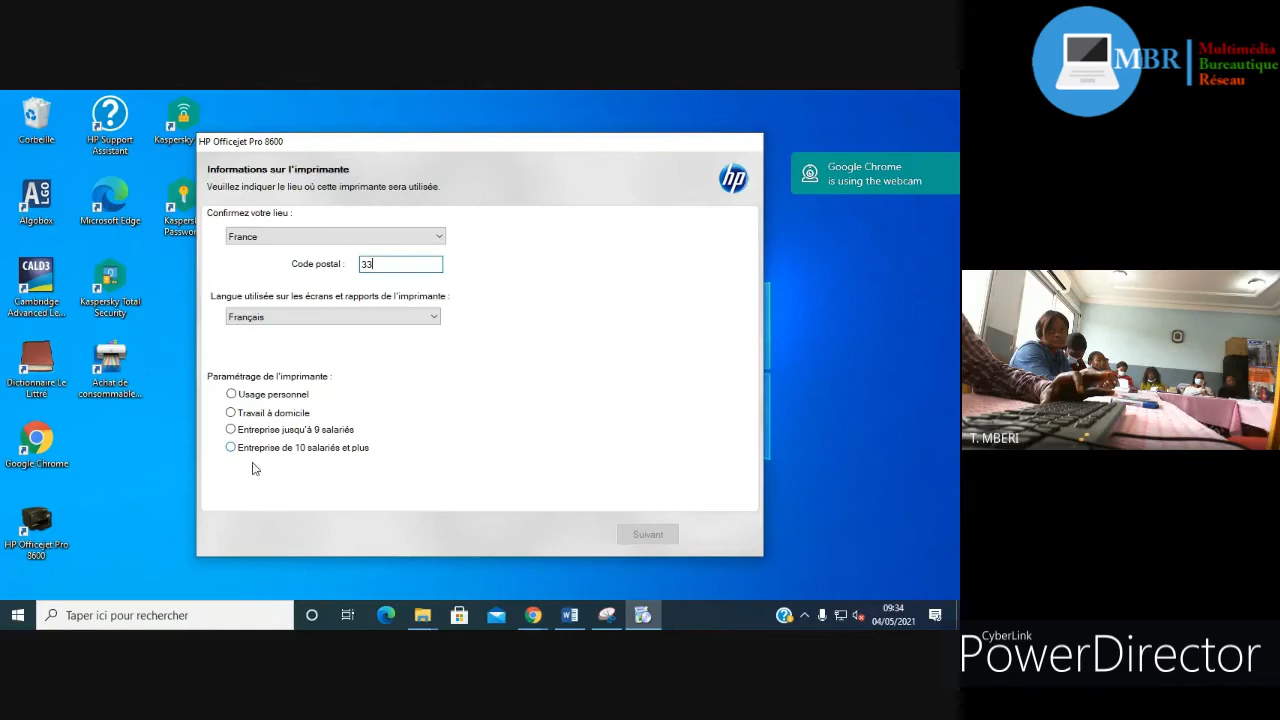 MBR
Multimédia
Bureautique
Réseau
Corbeille
HP Support
Assistant
Kaspersky
Algobox
Microsoft Edge
Kaspersk
Passwor
CALD3
Cambridge
Advanced Le...
Kaspersky Total
Security
Dictionnaire Le
Littré
Achat de
consommable...
Google Chrome
HP Officejet Pro
8600
HP Officejet Pro 8600
Informations sur l'imprimante
Veuillez indiquer le lieu où cette imprimante sera utilisée.
hp
Confirmez votre lieu :
France
Code postal :
33
Langue utilisée sur les écrans et rapports de l'imprimante :
Français
Paramétrage de l'imprimante :
Usage personnel
Travail à domicile
Entreprise jusqu'à 9 salariés
Entreprise de 10 salariés et plus
Suivant
Google Chrome
is using the webcam
T. MBERI
Taper ici pour rechercher
09:34
04/05/2021
CyberLink
PowerDirector